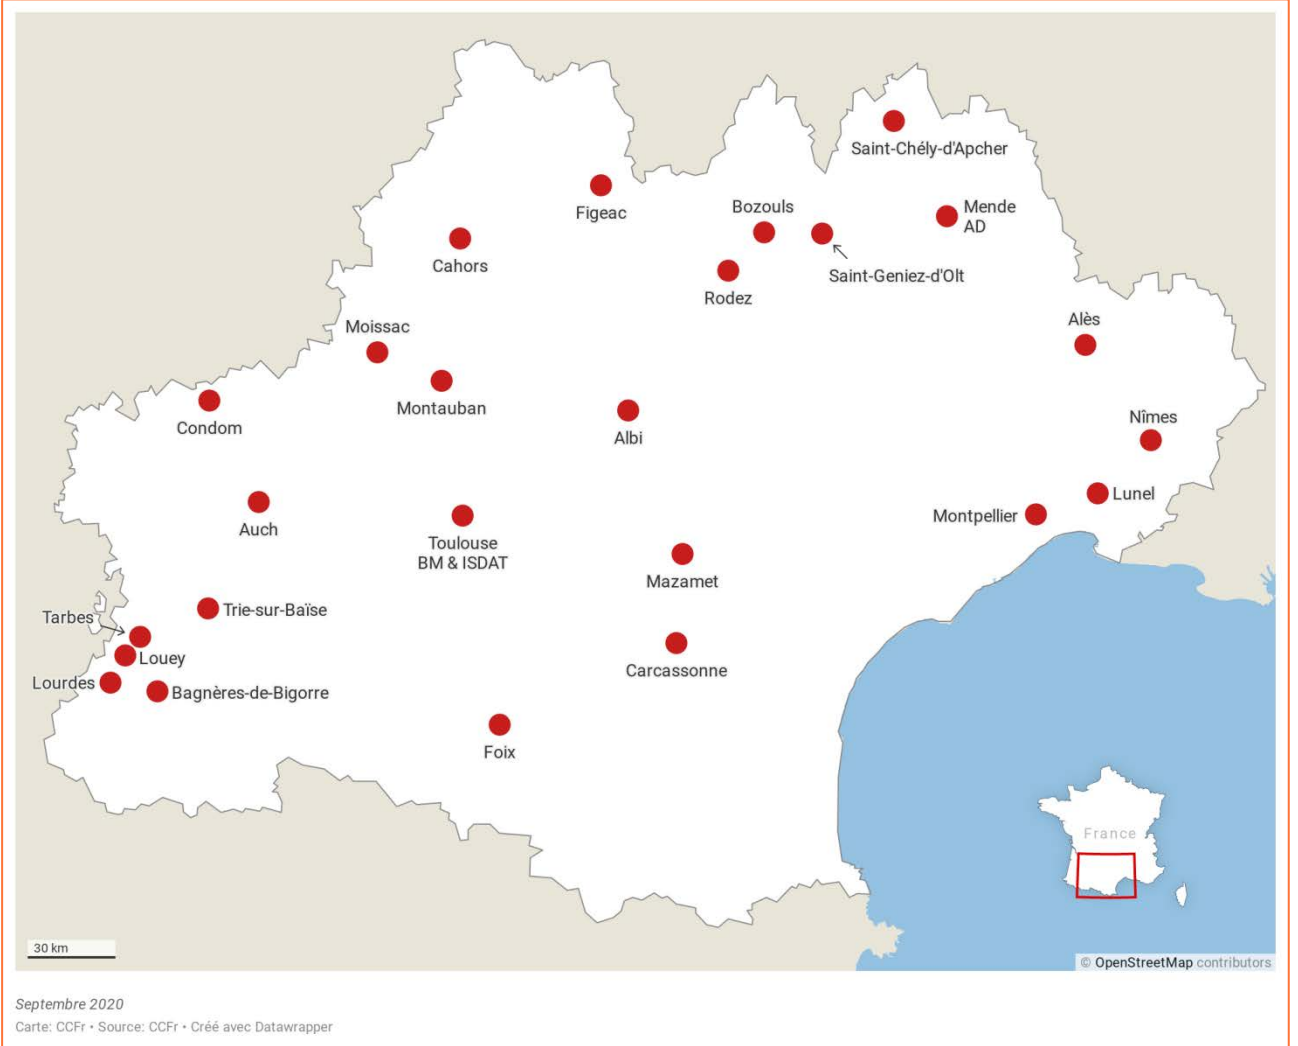 Saint-Chély-d'Apcher
Figeac
Bozouls
Mende
AD
Cahors
Saint-Geniez-d'Olt
Rodez
Moissac
Alès
Montauban
Condom
Albi
Nîmes
Lunel
Auch
Montpellier
Toulouse
BM & ISDAT
Mazamet
Trie-sur-Baïse
Tarbes
Louey
Carcassonne
Lourdes
Bagnères-de-Bigorre
Foix
France
30 km
© OpenStreetMap contributors
Septembre 2020
Carte: CCFr • Source: CCFr • Créé avec Datawrapper